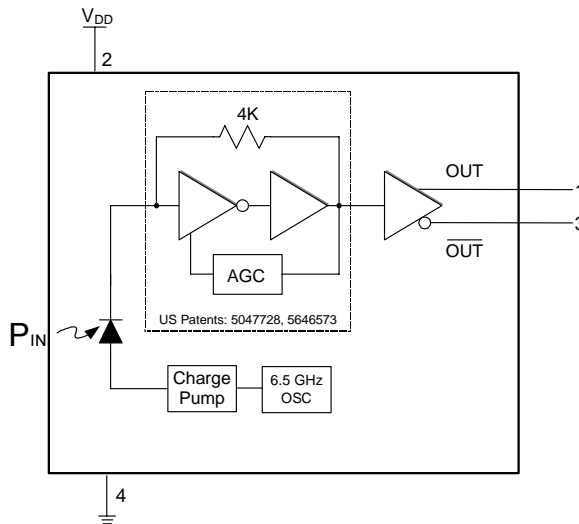 VDD
2
4K
OUT
1
3
OUT
AGC
US Patents: 5047728, 5646573
PIN
Charge
Pump
6.5 GHz
OSC
4